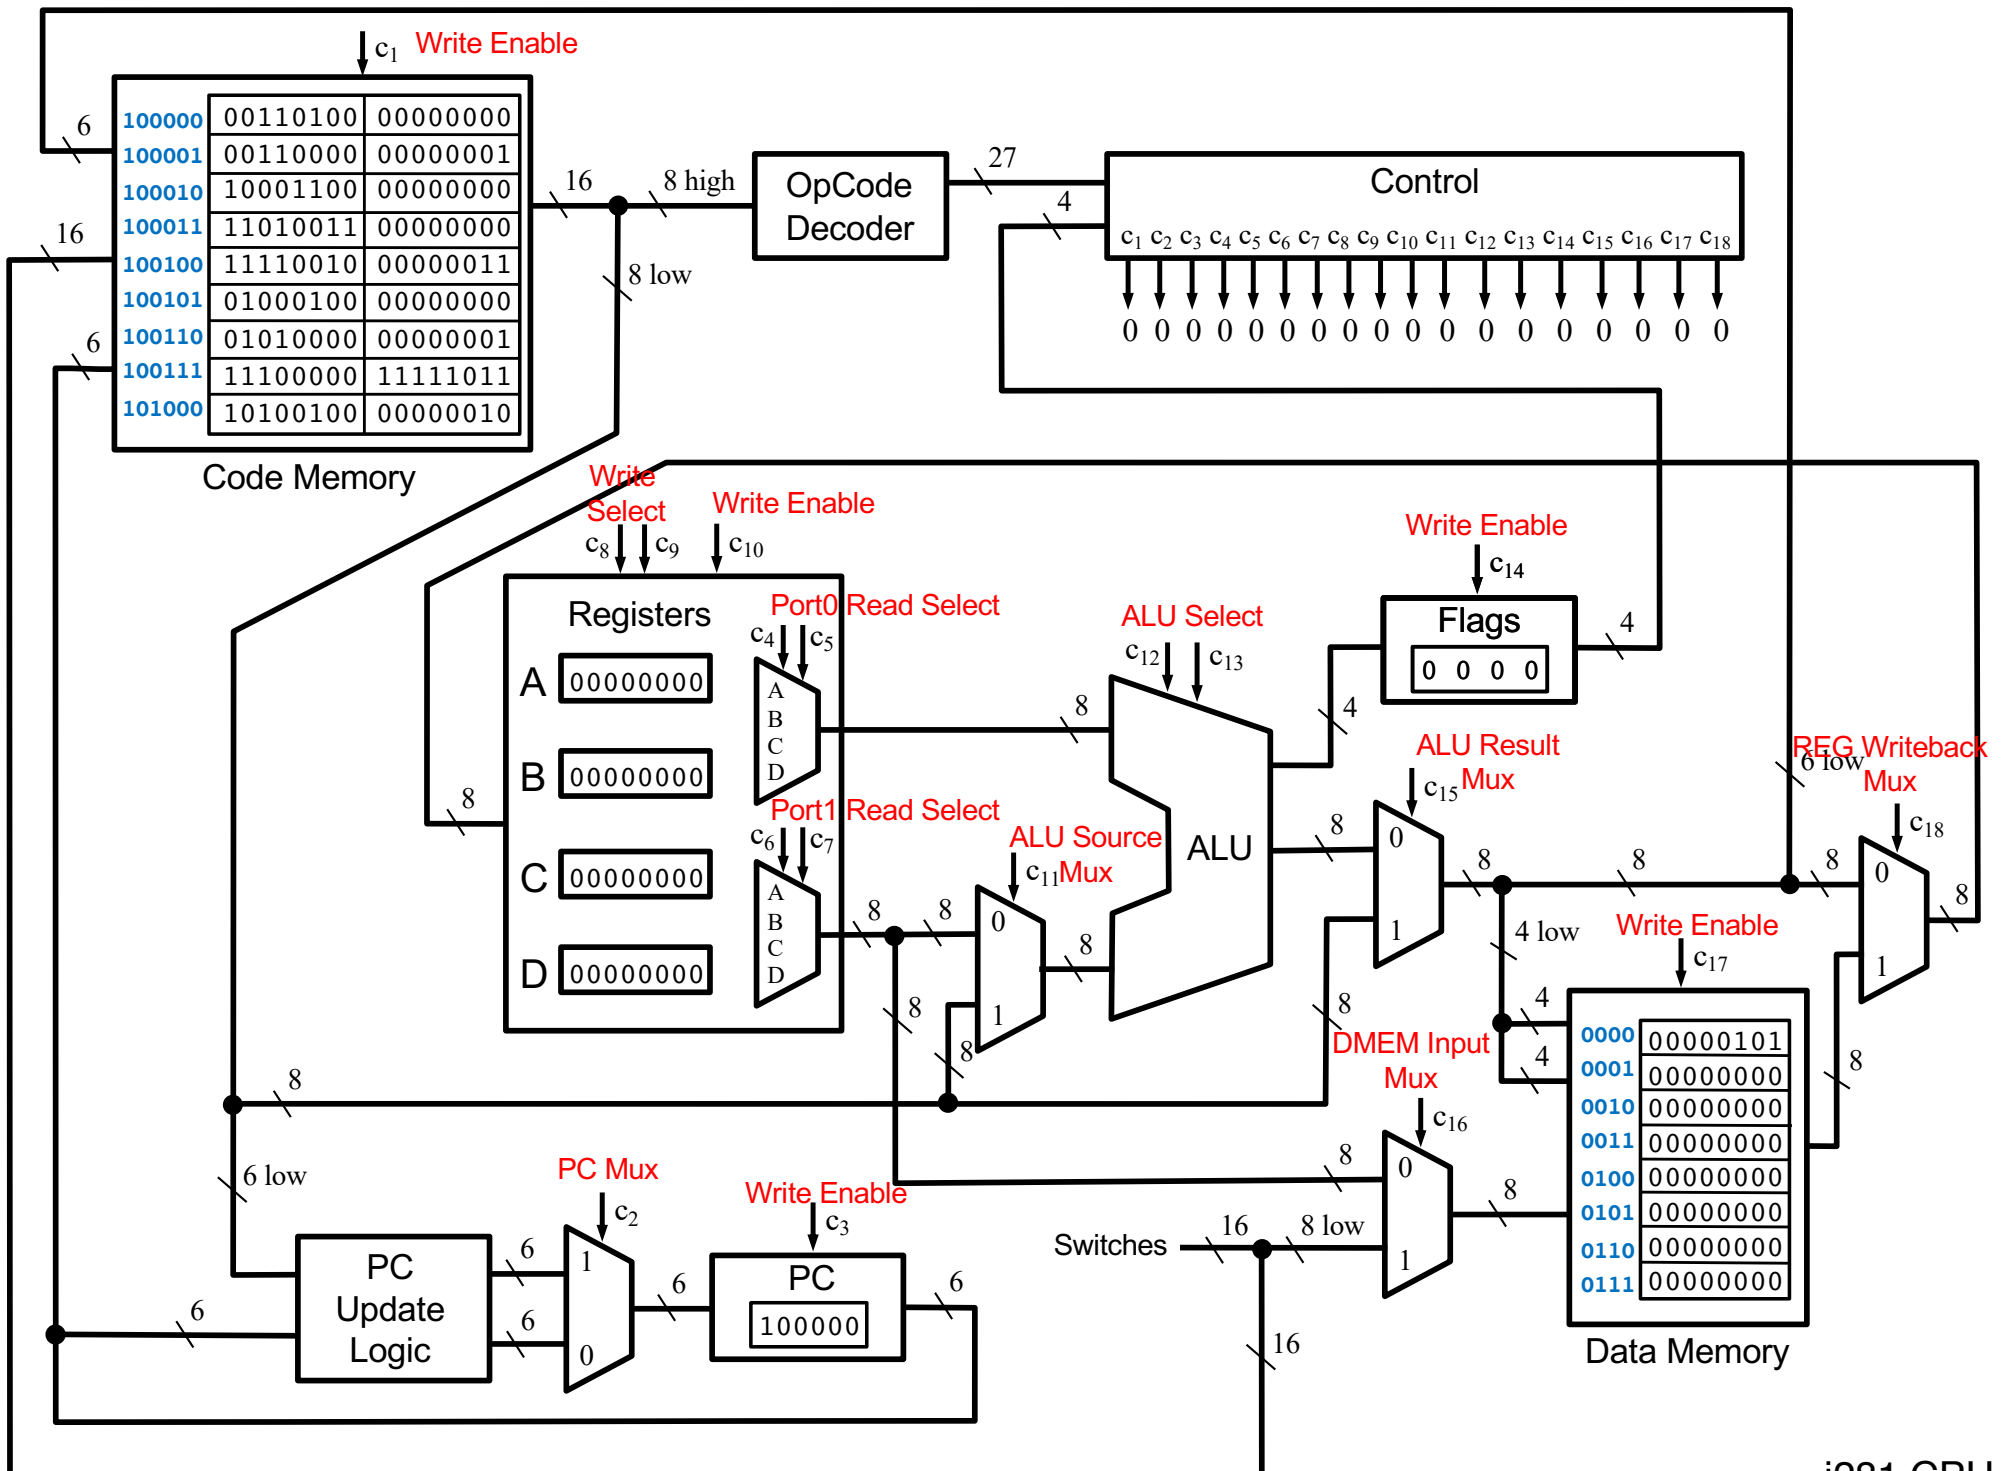 c1 Write Enable
6
100000 00110100 00000000
100001 00110000 00000001
100010 10001100 00000000
100011 11010011 00000000
100100 11110010 00000011
100101 01000100 00000000
100110 01010000 00000001
100111 11100000 11111011
101000 10100100 00000010
Code Memory
16
6
16
8 high
8 low
OpCode
Decoder
27
4
Control
c1 c2 c3 c4 c5 c6 c7 c8 c9 c10 c11 c12 c13 c14 c15 c16 c17 c18
0 0 0 0 0 0 0 0 0 0 0 0 0 0 0 0 0 0
Write
Select
Write Enable
c8 c9 c10
Registers
Port0 Read Select
c4 c5
A 00000000
B 00000000
C 00000000
D 00000000
A
B
C
D
Port1 Read Select
c6 c7
A
B
C
D
8
8
8
8
8
ALU Source
Mux
c11
0
1
8
8
ALU Select
c12 c13
ALU
Write Enable
c14
Flags
0 0 0 0
4
4
8
ALU Result
Mux
c15
0
1
8
8
8
6 low
8
REG Writeback
Mux
c18
0
1
8
4 low
4
4
Write Enable
c17
0000 00000101
0001 00000000
0010 00000000
0011 00000000
0100 00000000
0101 00000000
0110 00000000
0111 00000000
Data Memory
8
DMEM Input
Mux
c16
0
1
8
8
Switches
16
8 low
16
8
6 low
6
PC
Update
Logic
6
6
PC Mux
c2
1
0
6
Write Enable
c3
PC
100000
6